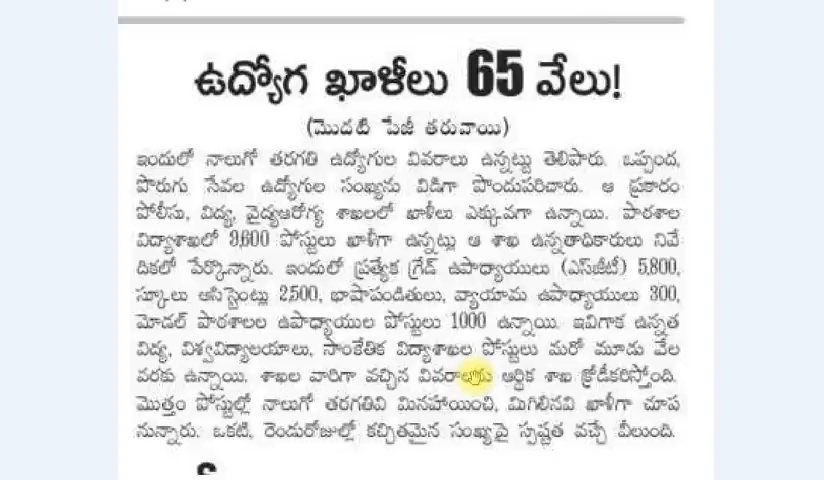 ఉద్యోగ ఖాళీలు 65 వేలు!
(మొదటి పేజీ తరువాయి)
ఇందులో నాలుగో తరగతి ఉద్యోగుల వివరాలు ఉన్నట్టు తెలిపారు. ఒప్పంద,
పొరుగు సేవల ఉద్యోగుల సంఖ్యను విడిగా పొందుపరిచారు. ఆ ప్రకారం
పోలీసు, విద్య, వైద్యఆరోగ్య శాఖలలో ఖాళీలు ఎక్కువగా ఉన్నాయి. పాఠశాల
విద్యాశాఖలో 9,600 పోస్టులు ఖాళీగా ఉన్నట్లు ఆ శాఖ ఉన్నతాధికారులు నివే
దికలో పేర్కొన్నారు. ఇందులో ప్రత్యేక గ్రేడ్ ఉపాధ్యాయులు (ఎస్‌జీటీ) 5,800,
స్కూలు అసిస్టెంట్లు 2,500, భాషాపండితులు, వ్యాయామ ఉపాధ్యాయులు 300,
మోడల్ పాఠశాలల ఉపాధ్యాయుల పోస్టులు 1000 ఉన్నాయి. ఇవిగాక ఉన్నత
విద్య, విశ్వవిద్యాలయాలు, సాంకేతిక విద్యాశాఖల పోస్టులు మరో మూడు వేల
వరకు ఉన్నాయి. శాఖల వారిగా వచ్చిన వివరాలను ఆర్థిక శాఖ క్రోడీకరిస్తోంది.
మొత్తం పోస్టుల్లో నాలుగో తరగతివి మినహాయించి, మిగిలినవి ఖాళీగా చూప
నున్నారు. ఒకటి, రెండురోజుల్లో కచ్చితమైన సంఖ్యపై స్పష్టత వచ్చే వీలుంది.